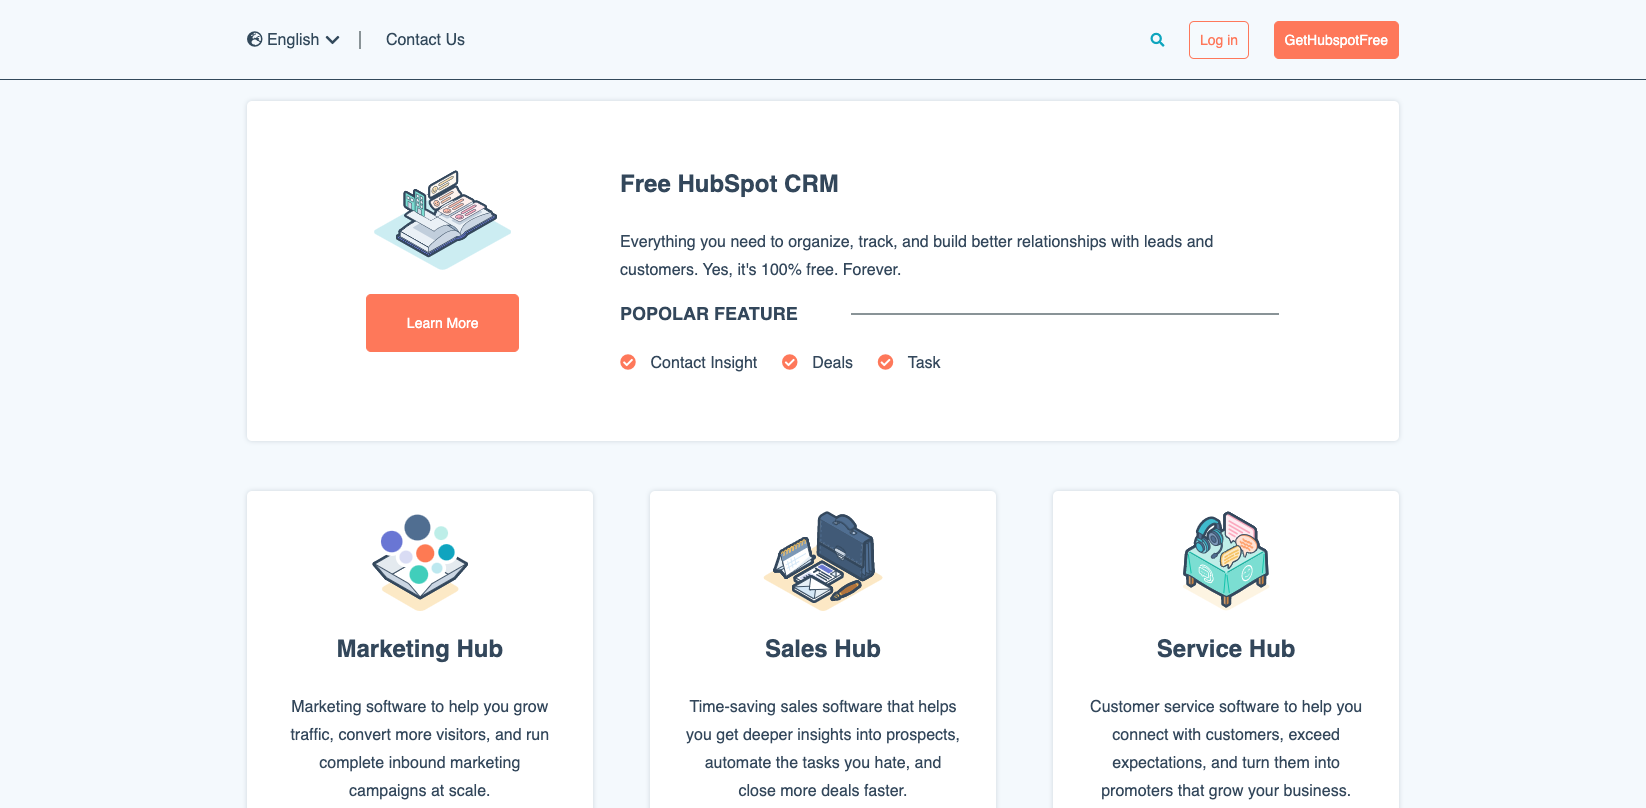 English
Contact Us
Log in
GetHubspotFree
Free HubSpot CRM
Everything you need to organize, track, and build better relationships with leads and
customers. Yes, it's 100% free. Forever.
Learn More
POPOLAR FEATURE
Contact Insight
Deals
Task
Marketing Hub
Marketing software to help you grow
traffic, convert more visitors, and run
complete inbound marketing
campaigns at scale.
Sales Hub
Time-saving sales software that helps
you get deeper insights into prospects,
automate the tasks you hate, and
close more deals faster.
Service Hub
Customer service software to help you
connect with customers, exceed
expectations, and turn them into
promoters that grow your business.